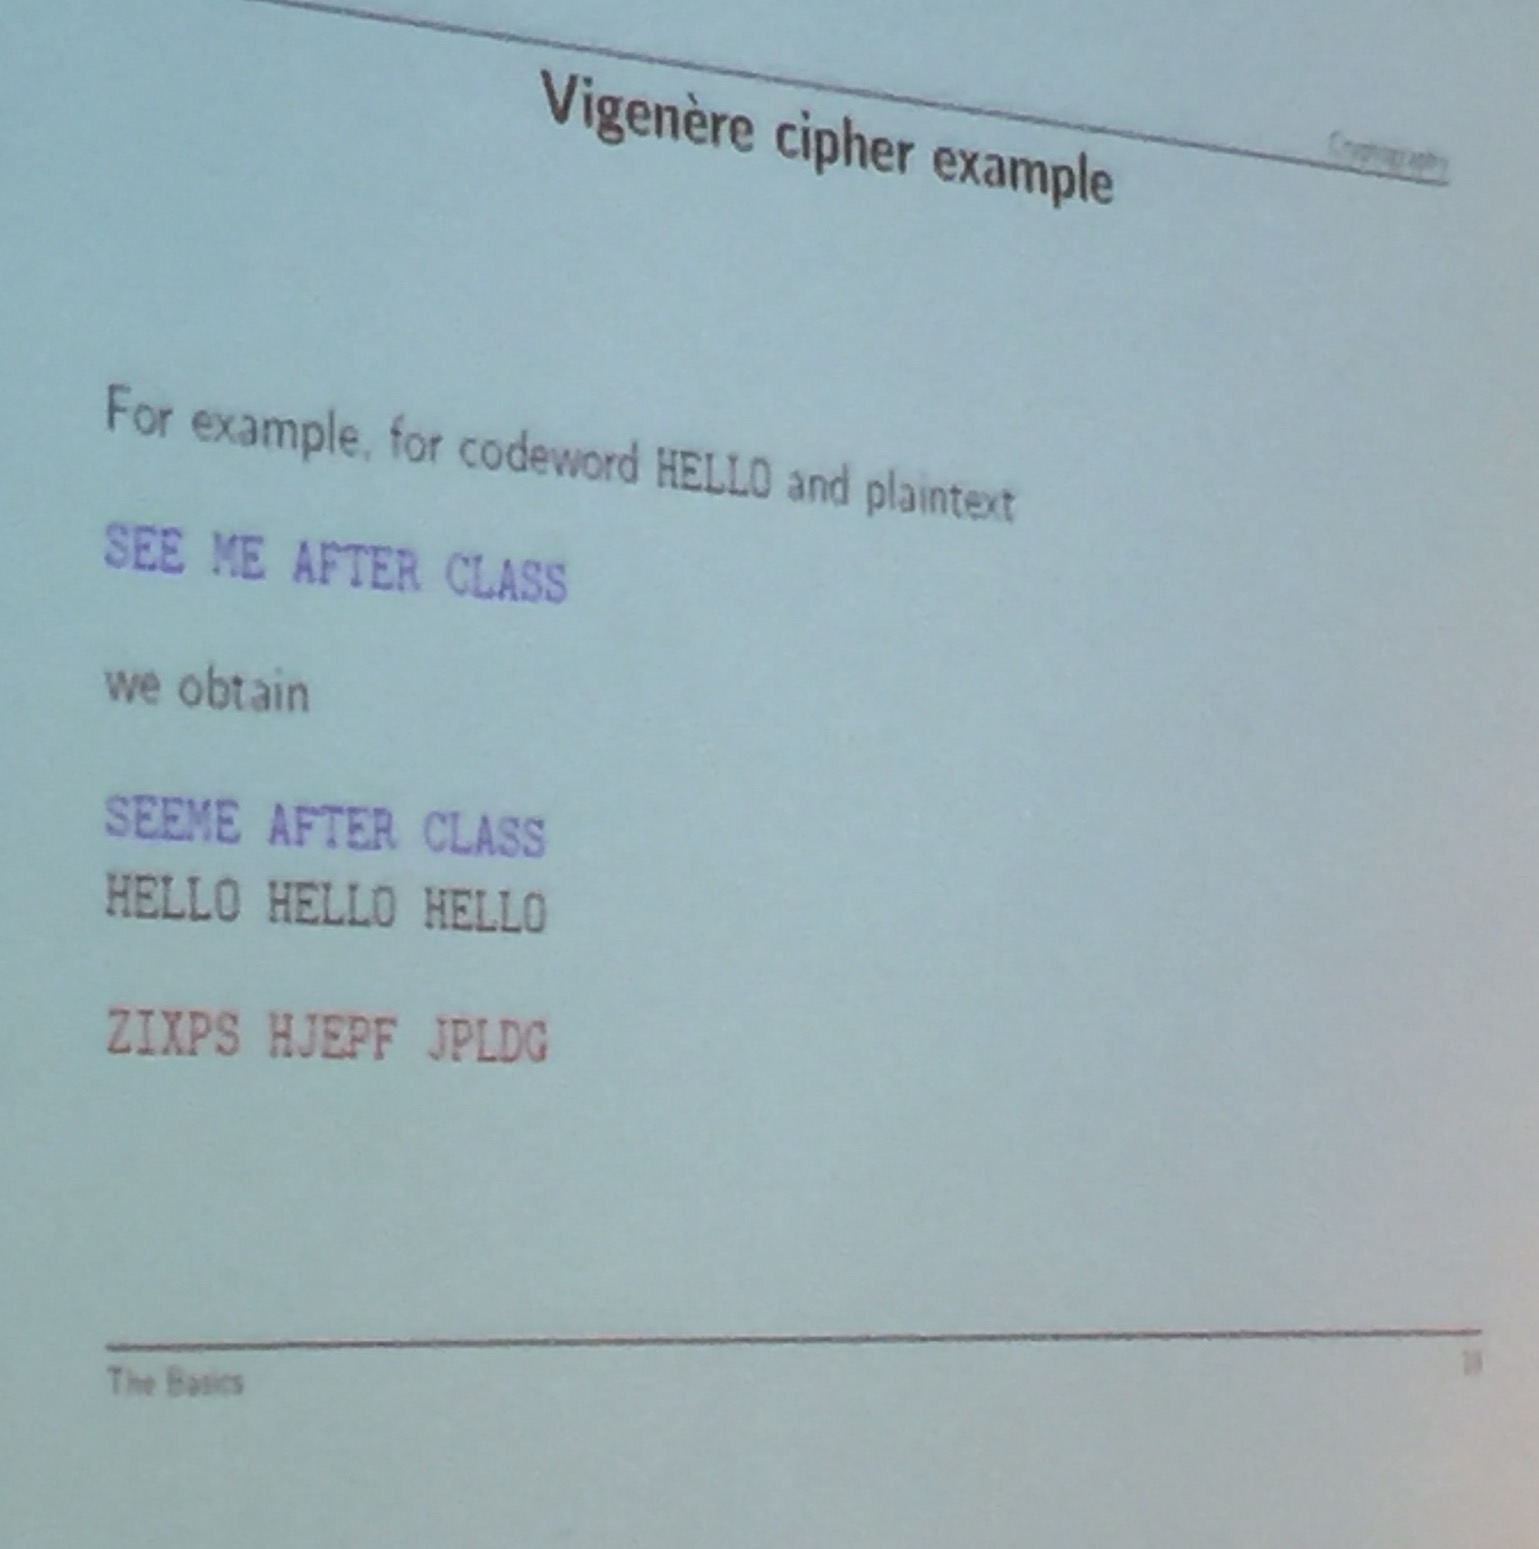 Cryptography
Vigenère cipher example
For example, for codeword HELLO and plaintext
SEE ME AFTER CLASS
we obtain
SEEME AFTER CLASS
HELLO HELLO HELLO
ZIXPS HJEPF JPLDG
The Basics